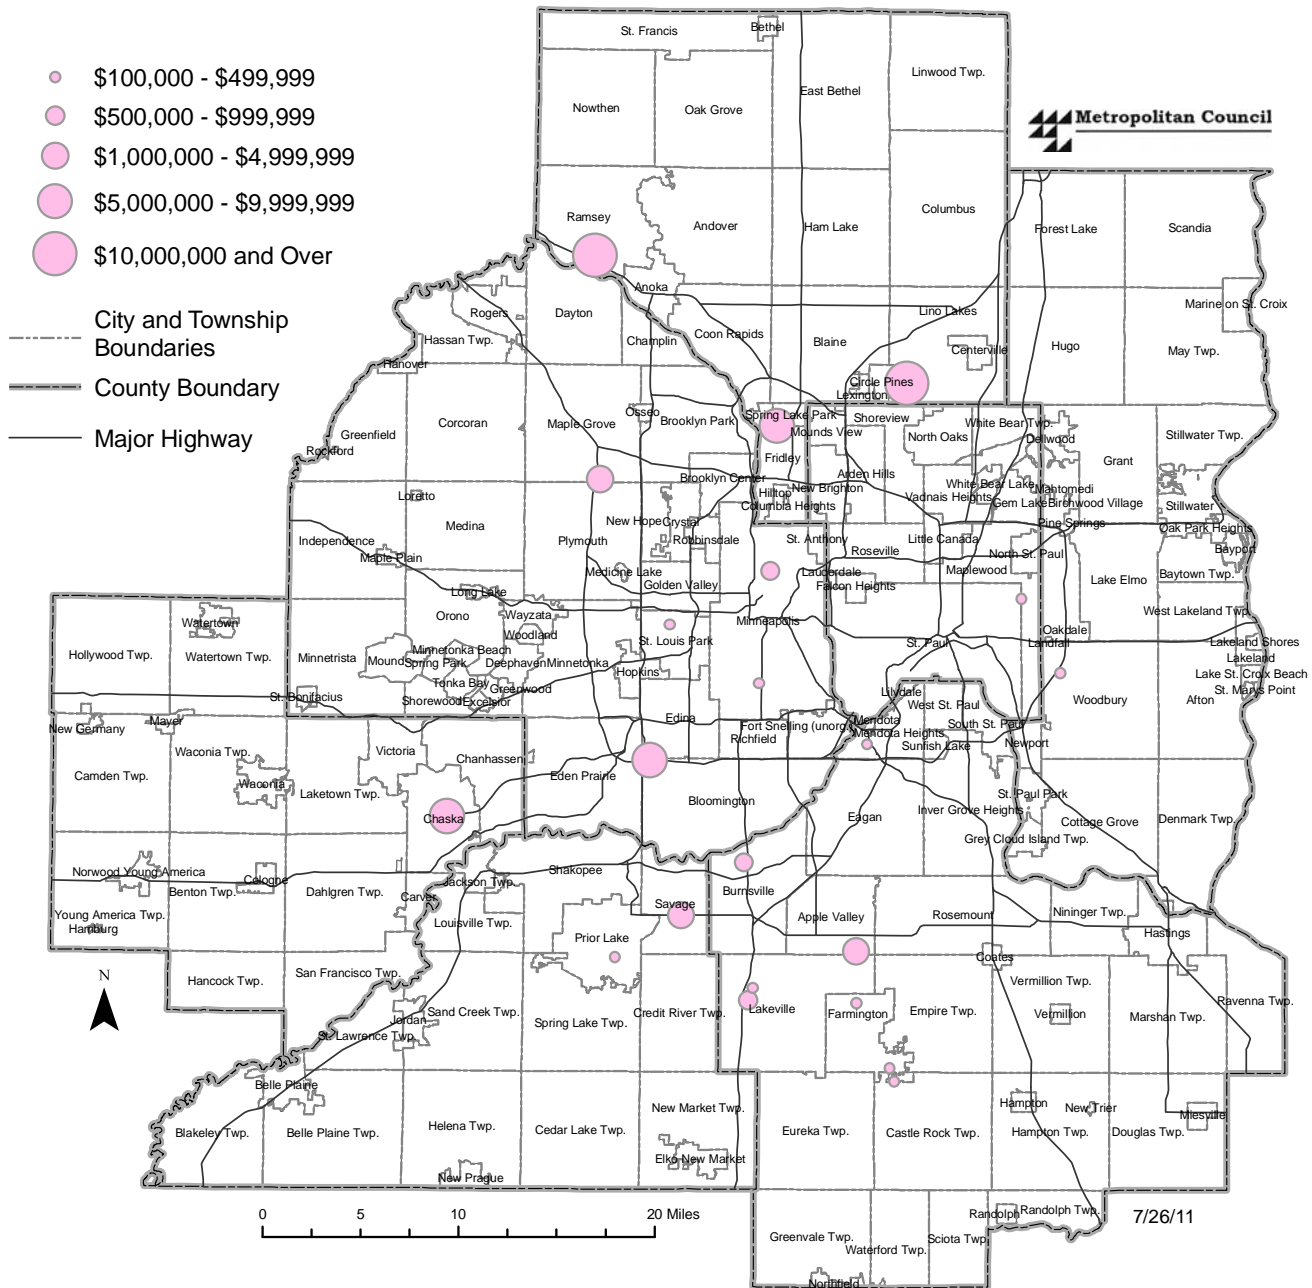 $100,000 - $499,999
$500,000 - $999,999
$1,000,000 - $4,999,999
$5,000,000 - $9,999,999
$10,000,000 and Over
City and Township
Boundaries
County Boundary
Major Highway
Metropolitan Council
St. Francis
Bethel
Linwood Twp.
Nowthen
Oak Grove
East Bethel
Ramsey
Andover
Ham Lake
Columbus
Forest Lake
Scandia
Anoka
Rogers
Dayton
Lino Lakes
Marine on St. Croix
Hassan Twp.
Champlin
Coon Rapids
Blaine
Centerville
Hugo
May Twp.
Hanover
Circle Pines
Lexington
Corcoran
Maple Grove
Osseo
Brooklyn Park
Spring Lake Park
Mounds View
Shoreview
White Bear Twp.
North Oaks
Dellwood
Stillwater Twp.
Greenfield
Rockford
Fridley
Grant
Loretto
Brooklyn Center
Hilltop
New Brighton
Arden Hills
Columbia Heights
White Bear Lake
Vadnais Heights
Mahtomedi
Gem Lake
Birchwood Village
Stillwater
Medina
New Hope
Crystal
Pine Springs
Oak Park Heights
Independence
Plymouth
Robbinsdale
St. Anthony
Roseville
Little Canada
North St. Paul
Bayport
Maple Plain
Medicine Lake
Golden Valley
Lauderdale
Falcon Heights
Maplewood
Lake Elmo
Baytown Twp.
Long Lake
Orono
Wayzata
Woodland
Minneapolis
West Lakeland Twp.
Watertown
Hollywood Twp.
Watertown Twp.
Minnetrista
Mound
Minnetonka Beach
Spring Park
Deephaven
Minnetonka
St. Louis Park
Hopkins
St. Paul
Oakdale
Landfall
Lakeland Shores
Lakeland
Lake St. Croix Beach
St. Marys Point
Tonka Bay
Greenwood
Shorewood
Excelsior
St. Bonifacius
Lilydale
West St. Paul
Woodbury
Afton
New Germany
Mayer
Edina
Fort Snelling (unorg.)
Richfield
Mendota
Mendota Heights
South St. Paul
Sunfish Lake
Newport
Waconia Twp.
Victoria
Chanhassen
Camden Twp.
Waconia
Laketown Twp.
Eden Prairie
Bloomington
St. Paul Park
Chaska
Eagan
Inver Grove Heights
Cottage Grove
Denmark Twp.
Grey Cloud Island Twp.
Norwood Young America
Cologne
Benton Twp.
Dahlgren Twp.
Carver
Jackson Twp.
Shakopee
Burnsville
Young America Twp.
Hamburg
Louisville Twp.
Savage
Apple Valley
Rosemount
Nininger Twp.
Prior Lake
Hastings
Hancock Twp.
San Francisco Twp.
Coates
Vermillion Twp.
N
Ravenna Twp.
Sand Creek Twp.
Jordan
Spring Lake Twp.
Credit River Twp.
Lakeville
Farmington
Empire Twp.
Vermillion
Marshan Twp.
St. Lawrence Twp.
Belle Plaine
New Market Twp.
Hampton
New Trier
Miesville
Blakeley Twp.
Belle Plaine Twp.
Helena Twp.
Cedar Lake Twp.
Eureka Twp.
Castle Rock Twp.
Hampton Twp.
Douglas Twp.
Elko New Market
New Prague
0 5 10 20 Miles
Randolph
Randolph Twp.
7/26/11
Greenvale Twp.
Waterford Twp.
Sciota Twp.
Northfield